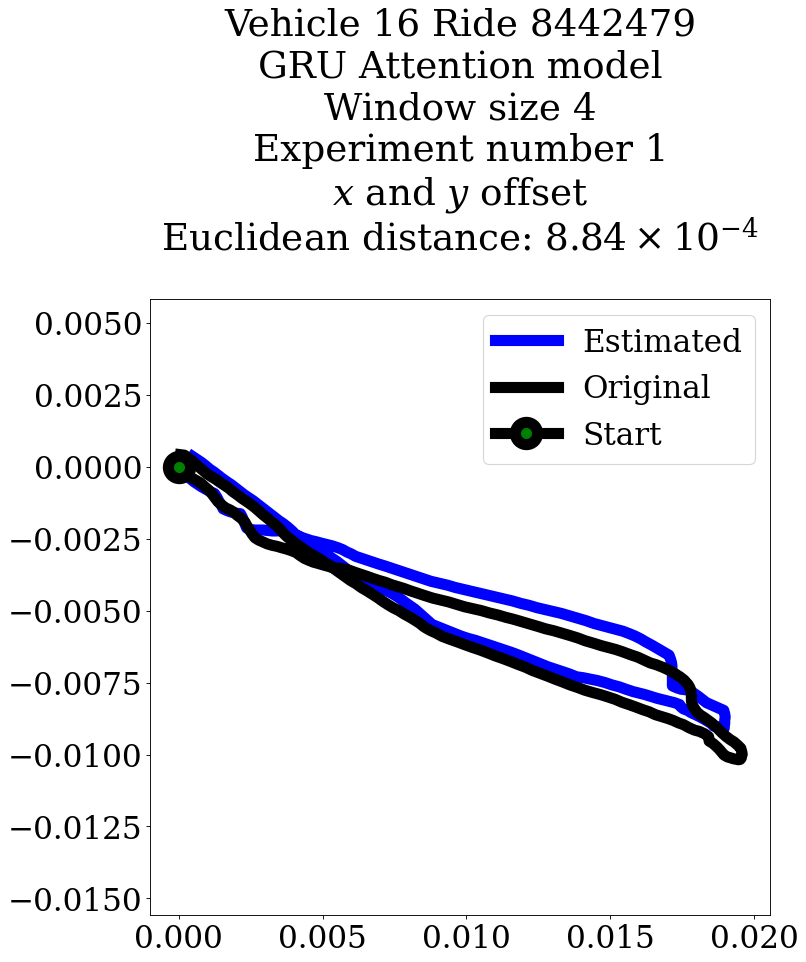 Vehicle 16 Ride 8442479
GRU Attention model
Window size 4
Experiment number 1
x and y offset
Euclidean distance: 8.84 × 10⁻⁴
Estimated
Original
Start
0.0050
0.0025
0.0000
−0.0025
−0.0050
−0.0075
−0.0100
−0.0125
−0.0150
0.000 0.005 0.010 0.015 0.020